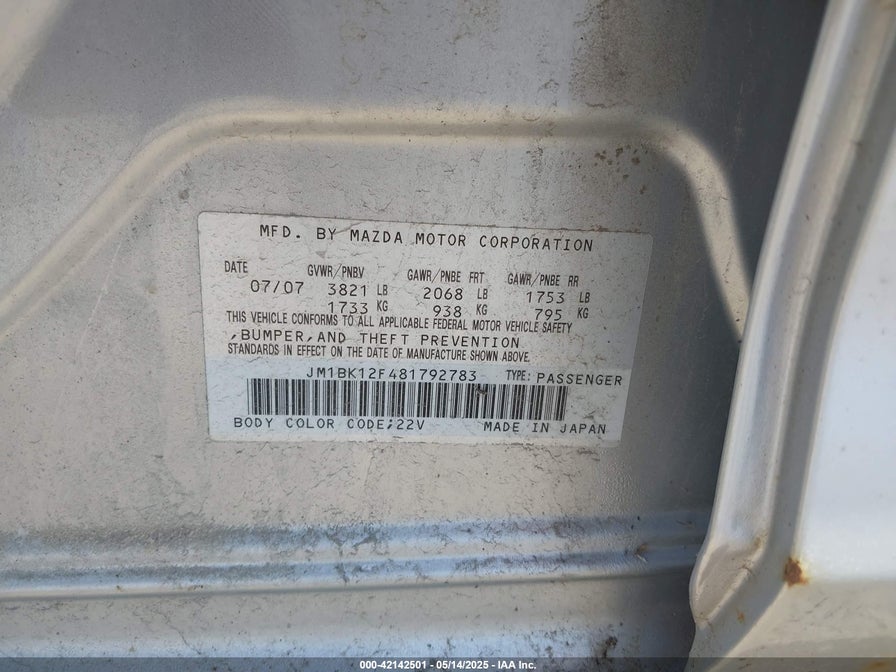 MFD. BY MAZDA MOTOR CORPORATION
DATE GVWR/PNBV GAWR/PNBE FRT GAWR/PNBE RR
07/07 3821 LB 2068 LB 1753 LB
1733 KG 938 KG 795 KG
THIS VEHICLE CONFORMS TO ALL APPLICABLE FEDERAL MOTOR VEHICLE SAFETY
,BUMPER,AND THEFT PREVENTION
STANDARDS IN EFFECT ON THE DATE OF MANUFACTURE SHOWN ABOVE.
JM1BK12F481792783 TYPE: PASSENGER
BODY COLOR CODE:22V MADE IN JAPAN
000-42142501 - 05/14/2025 - IAA Inc.